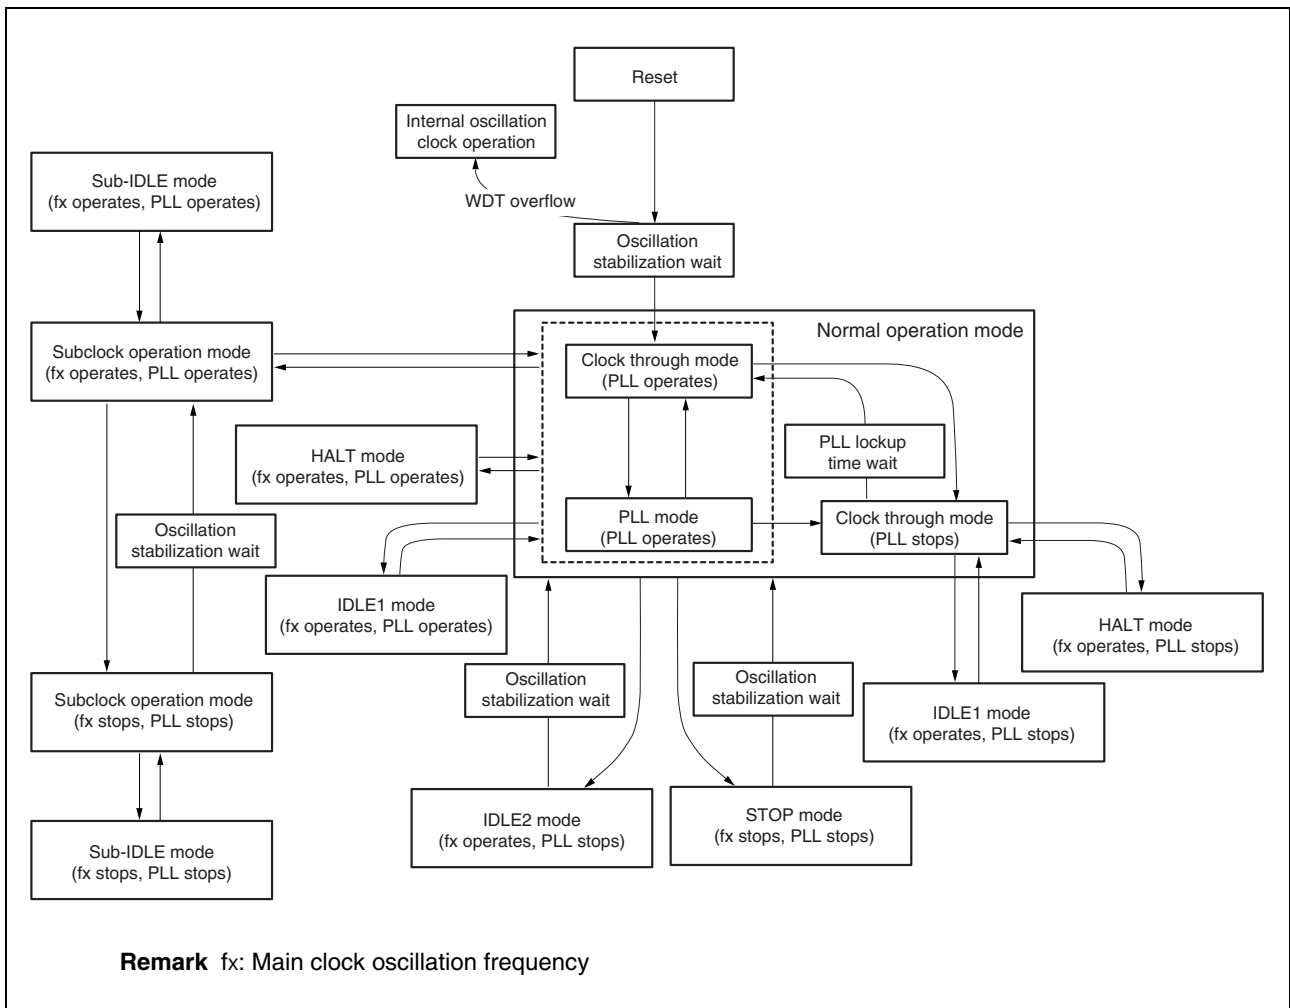 Reset
Internal oscillation
clock operation
Sub-IDLE mode
(fx operates, PLL operates)
WDT overflow
Oscillation
stabilization wait
Normal operation mode
Subclock operation mode
(fx operates, PLL operates)
Clock through mode
(PLL operates)
HALT mode
(fx operates, PLL operates)
PLL lockup
time wait
PLL mode
(PLL operates)
Clock through mode
(PLL stops)
Oscillation
stabilization wait
IDLE1 mode
(fx operates, PLL operates)
HALT mode
(fx operates, PLL stops)
Subclock operation mode
(fx stops, PLL stops)
Oscillation
stabilization wait
Oscillation
stabilization wait
IDLE1 mode
(fx operates, PLL stops)
IDLE2 mode
(fx operates, PLL stops)
STOP mode
(fx stops, PLL stops)
Sub-IDLE mode
(fx stops, PLL stops)
Remark fx: Main clock oscillation frequency